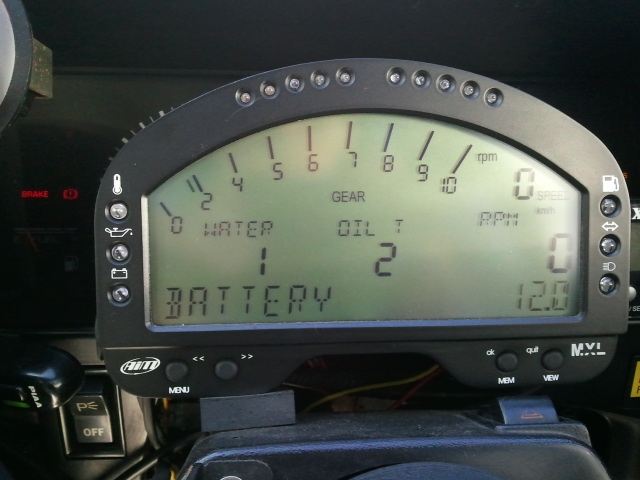 0 2 4 5 6 7 8 9 10 rpm
0 SPEED
km/h
GEAR
WATER OIL T RPM
1 2 0
BATTERY 12.0
BRAKE
AiM << >> ok quit MXL
MENU MEM VIEW
OFF